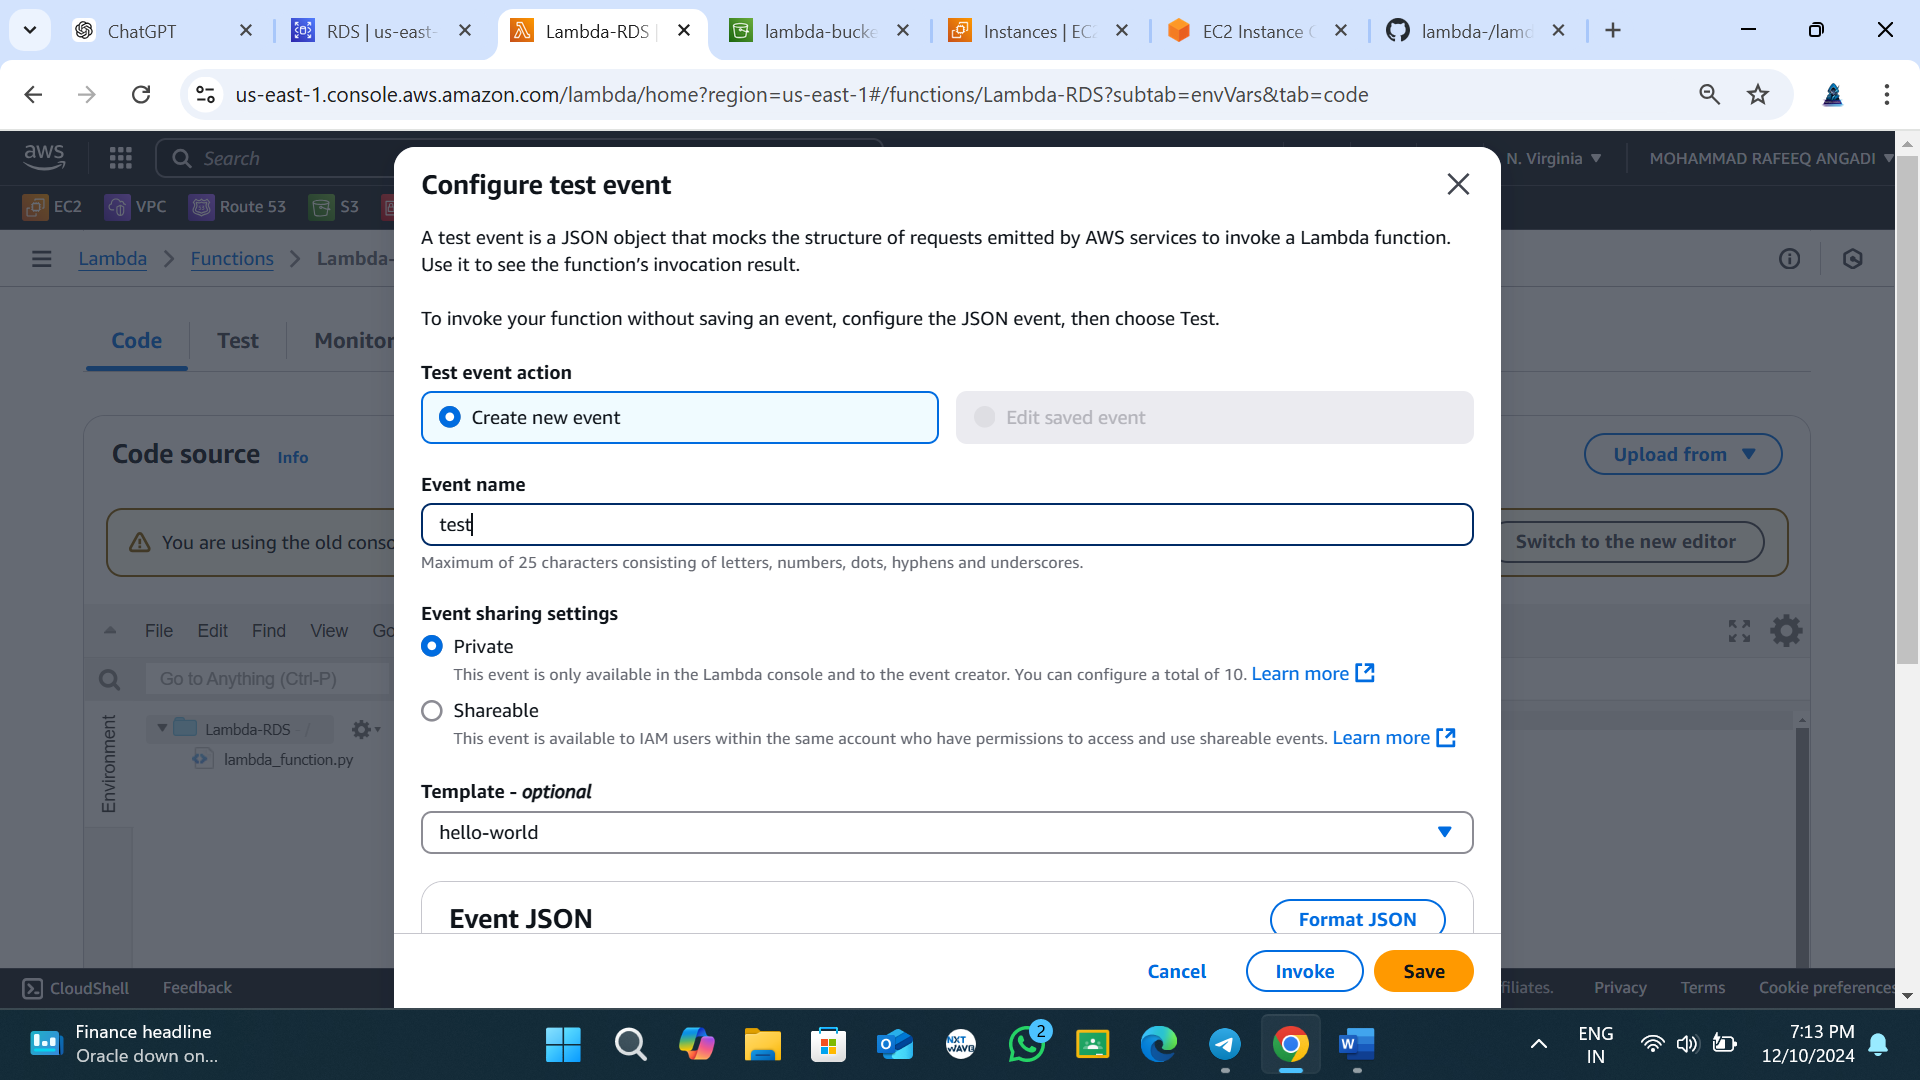 ChatGPT
RDS | us-east-
Lambda-RDS |
lambda-bucke
Instances | EC2
EC2 Instance C
lambda-/lamd
us-east-1.console.aws.amazon.com/lambda/home?region=us-east-1#/functions/Lambda-RDS?subtab=envVars&tab=code
aws
Search
N. Virginia
MOHAMMAD RAFEEQ ANGADI
EC2
VPC
Route 53
S3
Lambda
Functions
Lambda-
Configure test event
A test event is a JSON object that mocks the structure of requests emitted by AWS services to invoke a Lambda function.
Use it to see the function's invocation result.
To invoke your function without saving an event, configure the JSON event, then choose Test.
Code
Test
Monitor
Test event action
Create new event
Edit saved event
Code source
Info
Upload from
Event name
test
Maximum of 25 characters consisting of letters, numbers, dots, hyphens and underscores.
You are using the old conso
Switch to the new editor
Event sharing settings
Private
This event is only available in the Lambda console and to the event creator. You can configure a total of 10. Learn more
Shareable
This event is available to IAM users within the same account who have permissions to access and use shareable events. Learn more
File
Edit
Find
View
Go
Go to Anything (Ctrl-P)
Environment
Lambda-RDS - /
lambda_function.py
Template - optional
hello-world
Event JSON
Format JSON
Cancel
Invoke
Save
CloudShell
Feedback
filiates.
Privacy
Terms
Cookie preferences
Finance headline
Oracle down on...
NXT
WAVE
2
W
ENG
IN
7:13 PM
12/10/2024